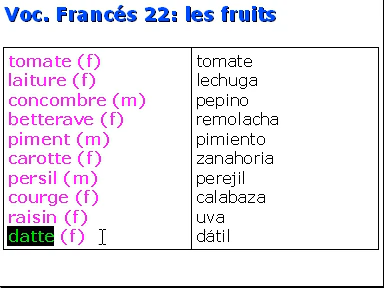 Voc. Francés 22: les fruits
tomate (f) tomate
laiture (f) lechuga
concombre (m) pepino
betterave (f) remolacha
piment (m) pimiento
carotte (f) zanahoria
persil (m) perejil
courge (f) calabaza
raisin (f) uva
datte (f) dátil